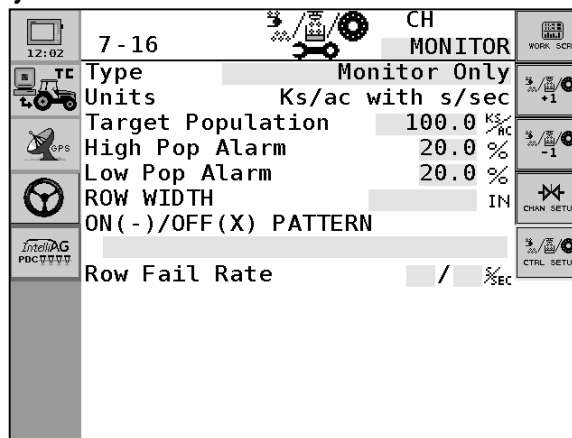 12:02
7-16
CH
MONITOR
WORK SCR
TC
Type Monitor Only
Units Ks/ac with s/sec
Target Population 100.0 KS/AC
High Pop Alarm 20.0 %
Low Pop Alarm 20.0 %
ROW WIDTH IN
ON(-)/OFF(X) PATTERN
Row Fail Rate / S/SEC
GPS
IntelliAG
PDC
+1
-1
CHAN SETU
CTRL SETU